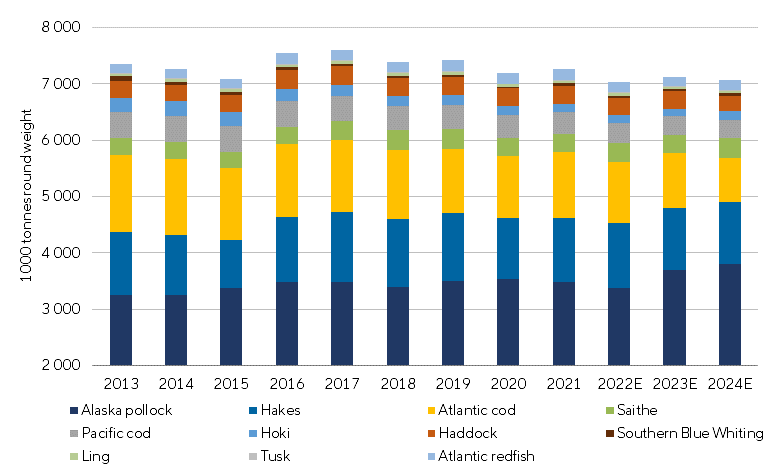 8 000
7 000
6 000
5 000
4 000
3 000
2 000
1000 tonnes round weight
2013 2014 2015 2016 2017 2018 2019 2020 2021 2022E 2023E 2024E
Alaska pollock Hakes Atlantic cod Saithe
Pacific cod Hoki Haddock Southern Blue Whiting
Ling Tusk Atlantic redfish